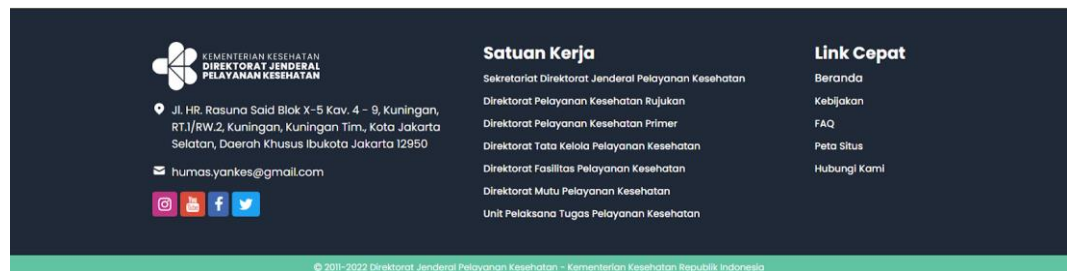 KEMENTERIAN KESEHATAN
DIREKTORAT JENDERAL
PELAYANAN KESEHATAN
Jl. HR. Rasuna Said Blok X-5 Kav. 4 - 9, Kuningan,
RT.1/RW.2, Kuningan, Kuningan Tim., Kota Jakarta
Selatan, Daerah Khusus Ibukota Jakarta 12950
humas.yankes@gmail.com
You
Tube
Satuan Kerja
Sekretariat Direktorat Jenderal Pelayanan Kesehatan
Direktorat Pelayanan Kesehatan Rujukan
Direktorat Pelayanan Kesehatan Primer
Direktorat Tata Kelola Pelayanan Kesehatan
Direktorat Fasilitas Pelayanan Kesehatan
Direktorat Mutu Pelayanan Kesehatan
Unit Pelaksana Tugas Pelayanan Kesehatan
Link Cepat
Beranda
Kebijakan
FAQ
Peta Situs
Hubungi Kami
© 2011-2022 Direktorat Jenderal Pelayanan Kesehatan - Kementerian Kesehatan Republik Indonesia